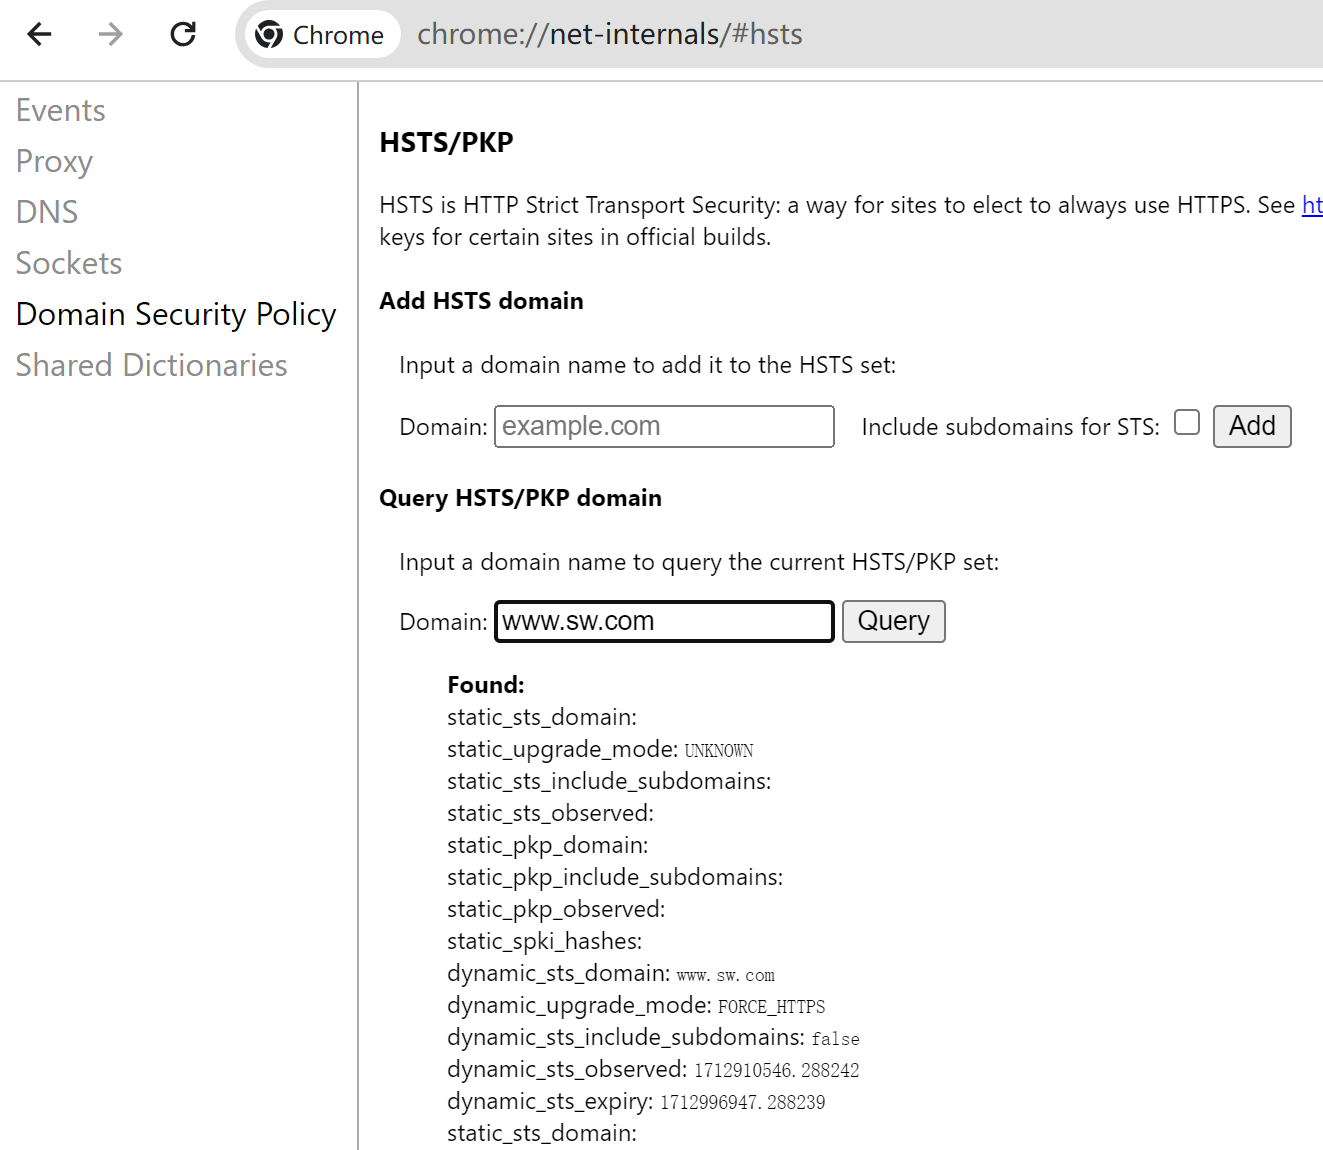 Chrome chrome://net-internals/#hsts
Events
Proxy
DNS
Sockets
Domain Security Policy
Shared Dictionaries
HSTS/PKP
HSTS is HTTP Strict Transport Security: a way for sites to elect to always use HTTPS. See ht
keys for certain sites in official builds.
Add HSTS domain
Input a domain name to add it to the HSTS set:
Domain: example.com Include subdomains for STS: Add
Query HSTS/PKP domain
Input a domain name to query the current HSTS/PKP set:
Domain: www.sw.com Query
Found:
static_sts_domain:
static_upgrade_mode: UNKNOWN
static_sts_include_subdomains:
static_sts_observed:
static_pkp_domain:
static_pkp_include_subdomains:
static_pkp_observed:
static_spki_hashes:
dynamic_sts_domain: www.sw.com
dynamic_upgrade_mode: FORCE_HTTPS
dynamic_sts_include_subdomains: false
dynamic_sts_observed: 1712910546.288242
dynamic_sts_expiry: 1712996947.288239
static_sts_domain: